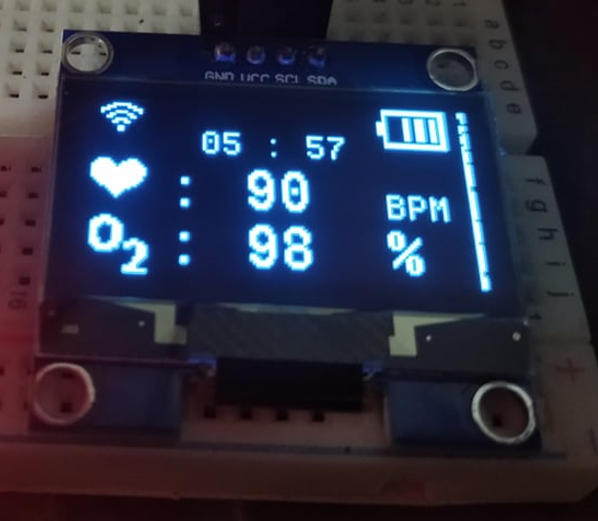 GND VCC SCL SDA
05 : 57
: 90 BPM
O2 : 98 %
a
b
c
d
e
f
g
h
i
j
+